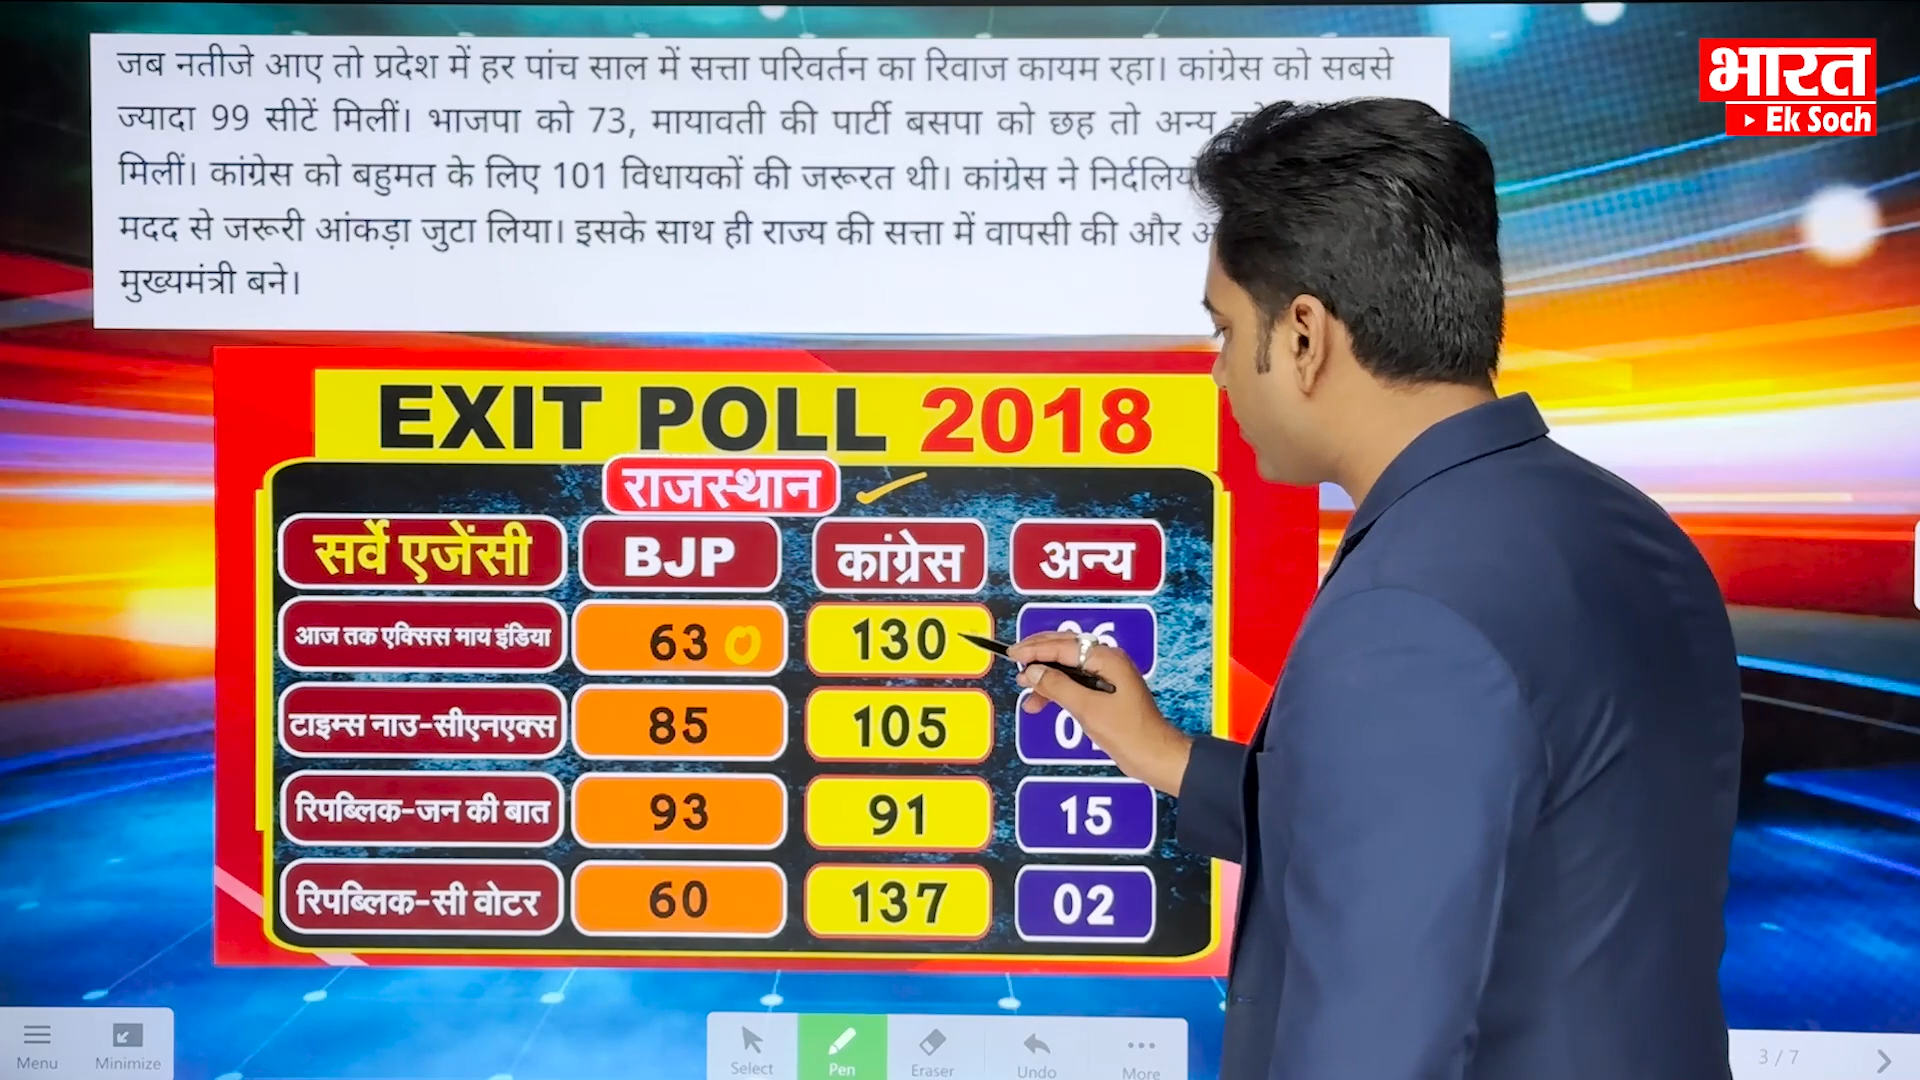 जब नतीजे आए तो प्रदेश में हर पांच साल में सत्ता परिवर्तन का रिवाज कायम रहा। कांग्रेस को सबसे
ज्यादा 99 सीटें मिलीं। भाजपा को 73, मायावती की पार्टी बसपा को छह तो अन्य
मिलीं। कांग्रेस को बहुमत के लिए 101 विधायकों की जरूरत थी। कांग्रेस ने
मदद से जरूरी आंकड़ा जुटा लिया। इसके साथ ही राज्य की सत्ता में वापसी की और
मुख्यमंत्री बने।
भारत
Ek Soch
EXIT POLL 2018
राजस्थान
सर्वे एजेंसी BJP कांग्रेस अन्य
आज तक एक्सिस माय इंडिया 63 130
टाइम्स नाउ-सीएनएक्स 85 105
रिपब्लिक-जन की बात 93 91 15
रिपब्लिक-सी वोटर 60 137 02
Menu Minimize Select Pen Eraser Undo More 3 / 7